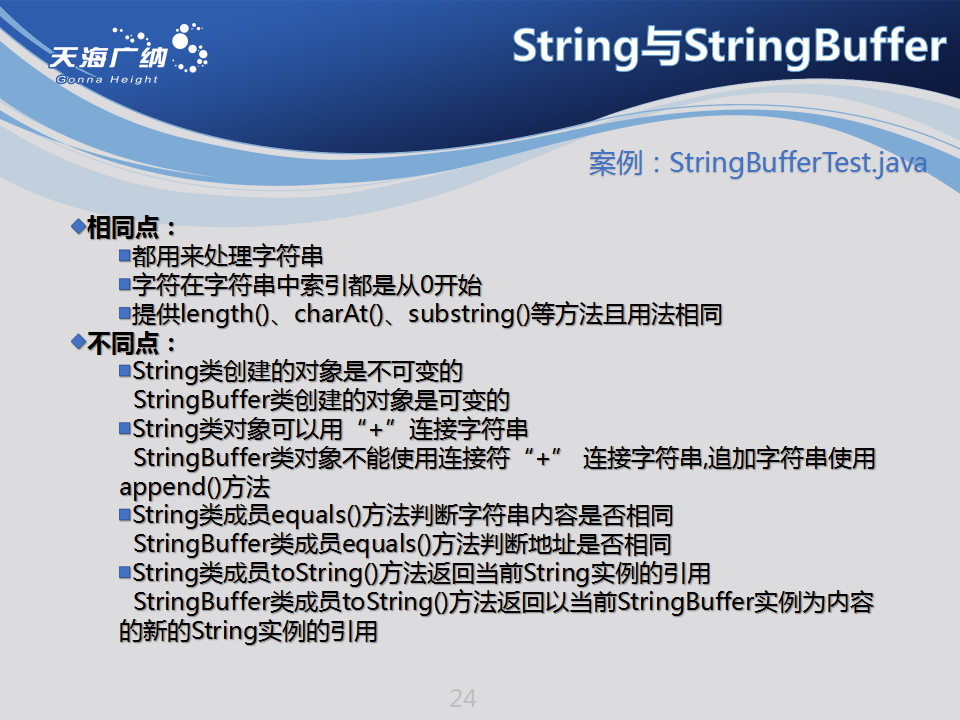 天海广纳
Gonna Height
String与StringBuffer
案例：StringBufferTest.java
相同点：
都用来处理字符串
字符在字符串中索引都是从0开始
提供length()、charAt()、substring()等方法且用法相同
不同点：
String类创建的对象是不可变的
StringBuffer类创建的对象是可变的
String类对象可以用“+”连接字符串
StringBuffer类对象不能使用连接符“+” 连接字符串,追加字符串使用
append()方法
String类成员equals()方法判断字符串内容是否相同
StringBuffer类成员equals()方法判断地址是否相同
String类成员toString()方法返回当前String实例的引用
StringBuffer类成员toString()方法返回以当前StringBuffer实例为内容
的新的String实例的引用
24